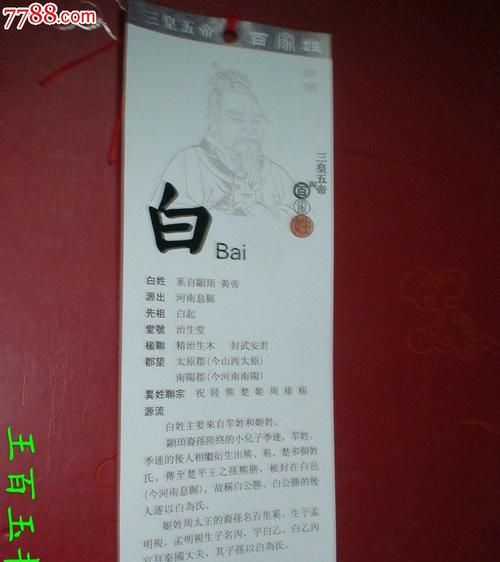 7788.com
三皇五帝 百家姓
三皇五帝
與
百家姓
白
Bai
白姓 系自顓頊 黃帝
源出 河南息縣
先祖 白起
堂號 治生堂
楹聯 精治生木 封武安君
郡望 太原郡(今山西太原)
南陽郡(今河南南陽)
異姓聯宗 祝 陸 熊 楚 姬 周 康 楊
源流
白姓主要來自羋姓和姬姓。
顓頊裔孫陸終的小兒子季連，羋姓。
季連的後人相繼衍生出熊、荊、楚多個姓
氏。傳至楚平王之孫熊勝，被封在白邑
(今河南息縣)，故稱白公勝，白公勝的後
人遂以白為氏。
姬姓周太王的裔孫名百里奚，生子孟
明視，孟明視生子名丙，字白乙。白乙丙
官拜秦國大夫，其子孫以白為氏。
王百玉